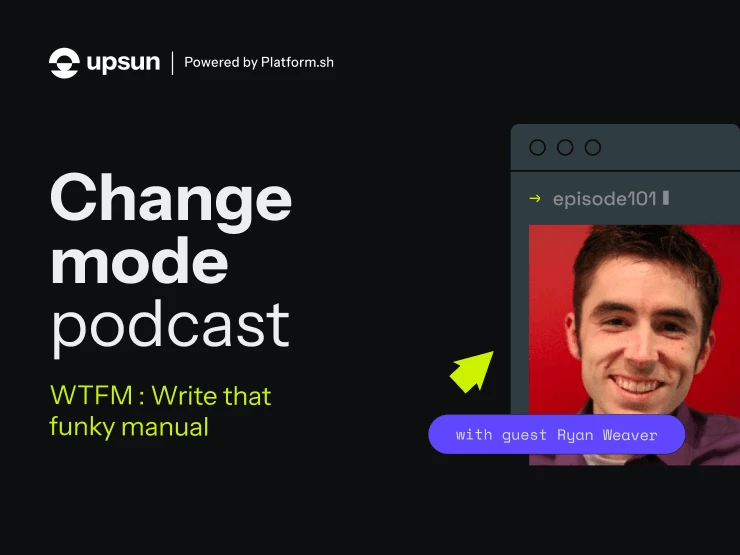 upsun
Powered by Platform.sh
Change
mode
podcast
WTFM : Write that
funky manual
→ episode101
with guest Ryan Weaver